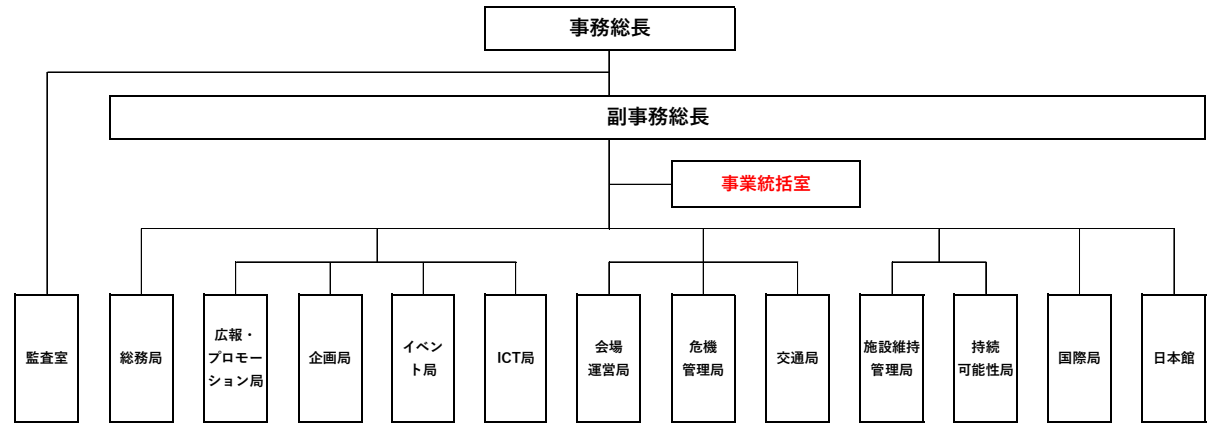 事務総長
副事務総長
事業統括室
監査室
総務局
広報・
プロモー
ション局
企画局
イベン
ト局
ICT局
会場
運営局
危機
管理局
交通局
施設維持
管理局
持続
可能性局
国際局
日本館